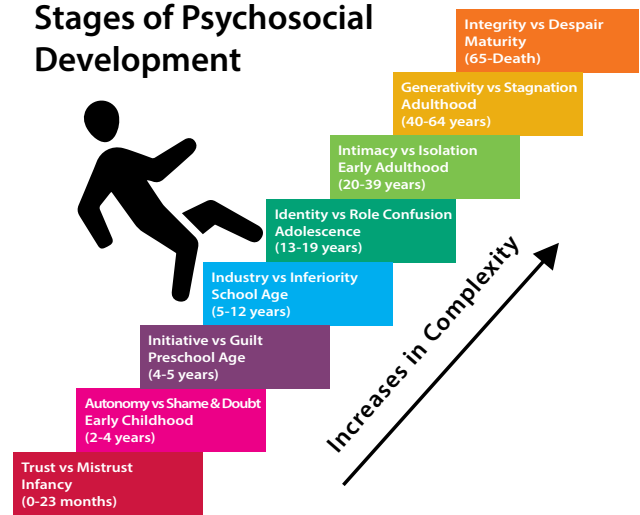 Stages of Psychosocial
Development
Integrity vs Despair
Maturity
(65-Death)
Generativity vs Stagnation
Adulthood
(40-64 years)
Intimacy vs Isolation
Early Adulthood
(20-39 years)
Identity vs Role Confusion
Adolescence
(13-19 years)
Industry vs Inferiority
School Age
(5-12 years)
Initiative vs Guilt
Preschool Age
(4-5 years)
Autonomy vs Shame & Doubt
Early Childhood
(2-4 years)
Trust vs Mistrust
Infancy
(0-23 months)
Increases in Complexity